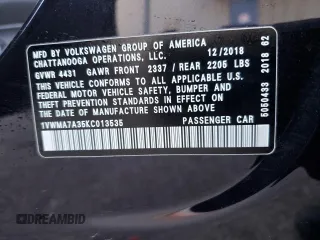 MFD BY VOLKSWAGEN GROUP OF AMERICA
CHATTANOOGA OPERATIONS, LLC. 12/2018
GVWR 4431 GAWR FRONT 2337 / REAR 2205 LBS
THIS VEHICLE CONFORMS TO ALL APPLICABLE
FEDERAL MOTOR VEHICLE SAFETY, BUMPER AND
THEFT PREVENTION STANDARDS IN EFFECT ON THE
DATE OF MANUFACTURE SHOWN ABOVE
1VWMA7A35KC013535 PASSENGER CAR
5050433 2018 62